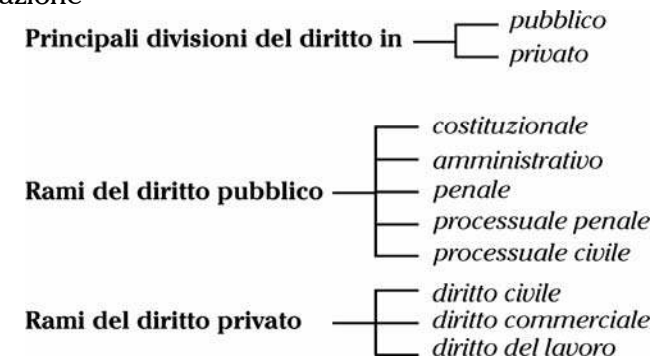 azione
Principali divisioni del diritto in
pubblico
privato
Rami del diritto pubblico
costituzionale
amministrativo
penale
processuale penale
processuale civile
Rami del diritto privato
diritto civile
diritto commerciale
diritto del lavoro